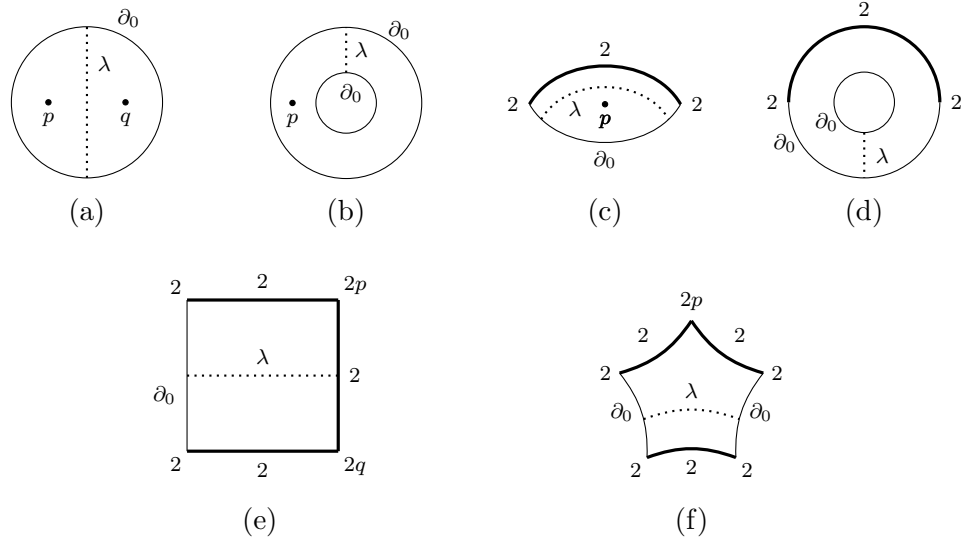 ∂₀ λ p q
∂₀ λ ∂₀ p
2 2 2 λ p ∂₀
2 2 2 ∂₀ ∂₀ λ
(a) (b) (c) (d)
2 2 2p
λ
∂₀ 2
2 2 2q
2p
2 2
2 2
λ
∂₀ ∂₀
2 2 2
(e) (f)